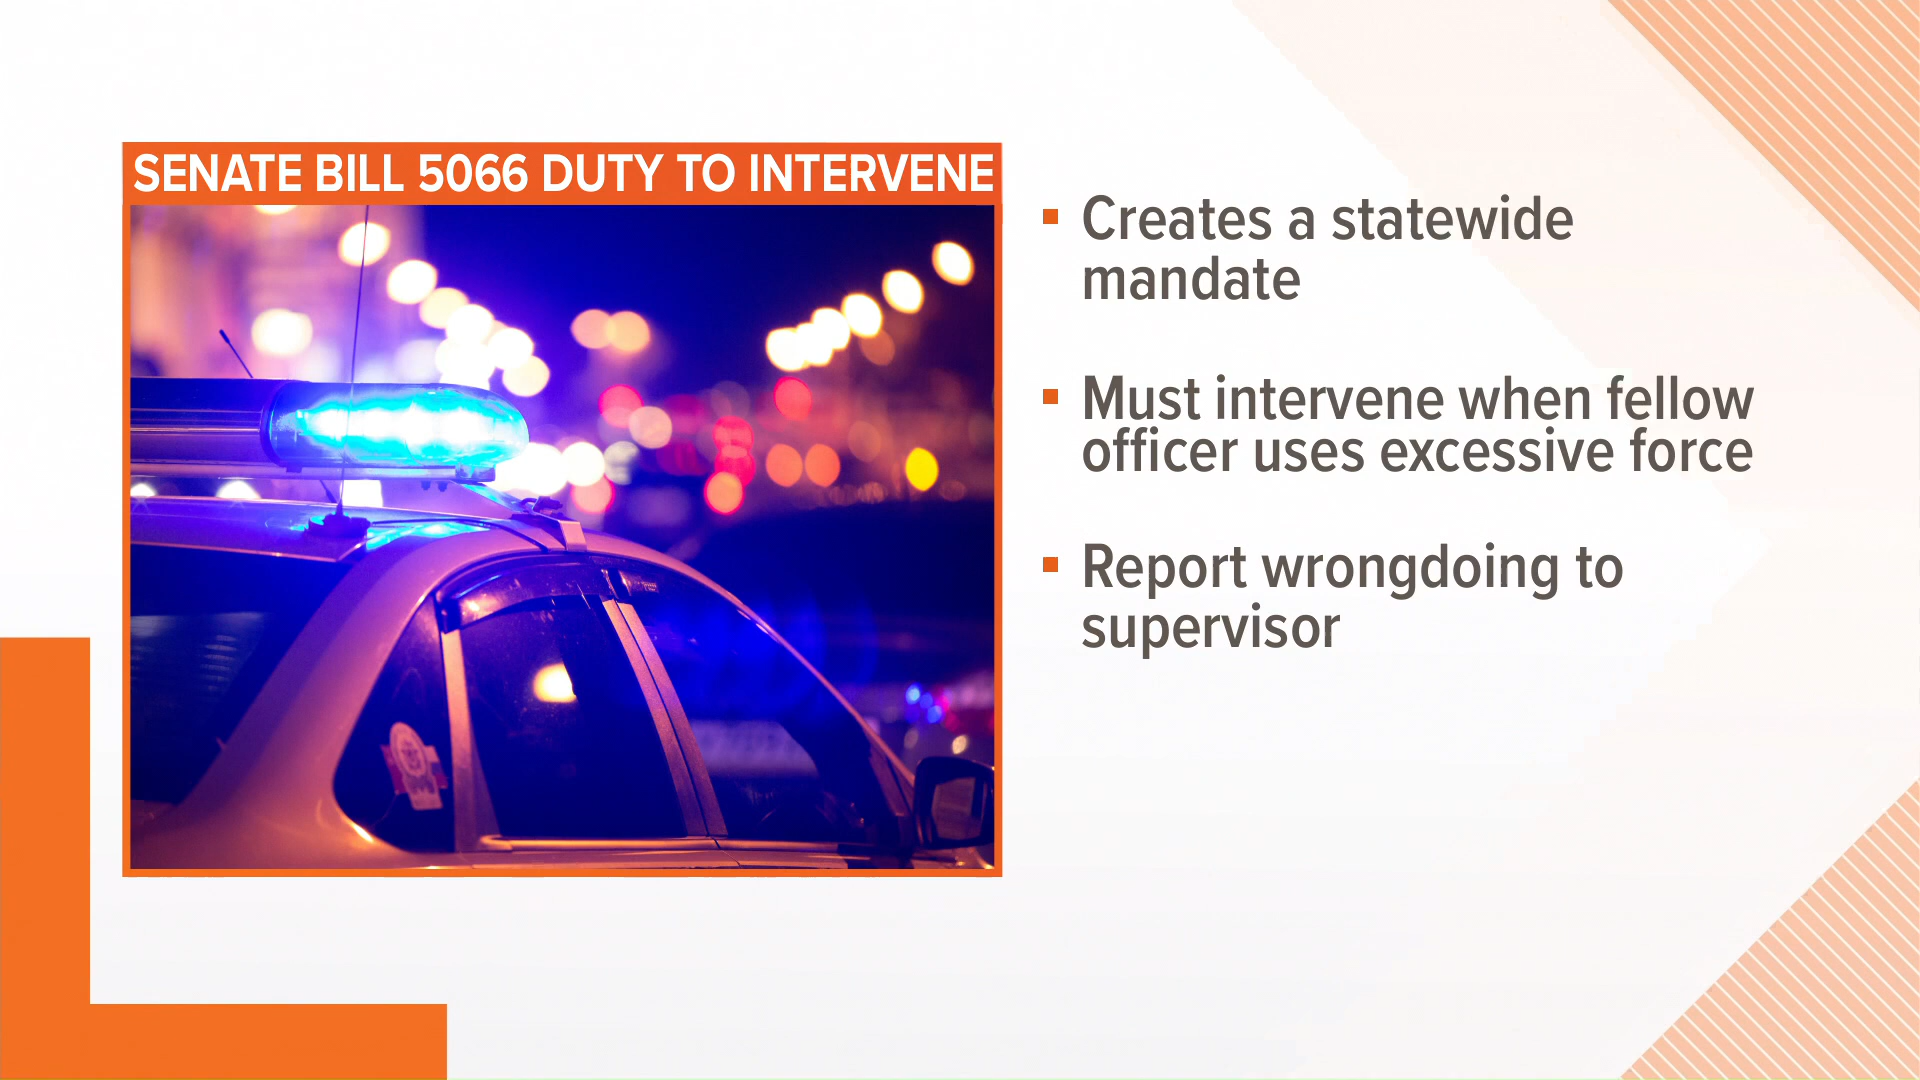 SENATE BILL 5066 DUTY TO INTERVENE
Creates a statewide
mandate
Must intervene when fellow
officer uses excessive force
Report wrongdoing to
supervisor